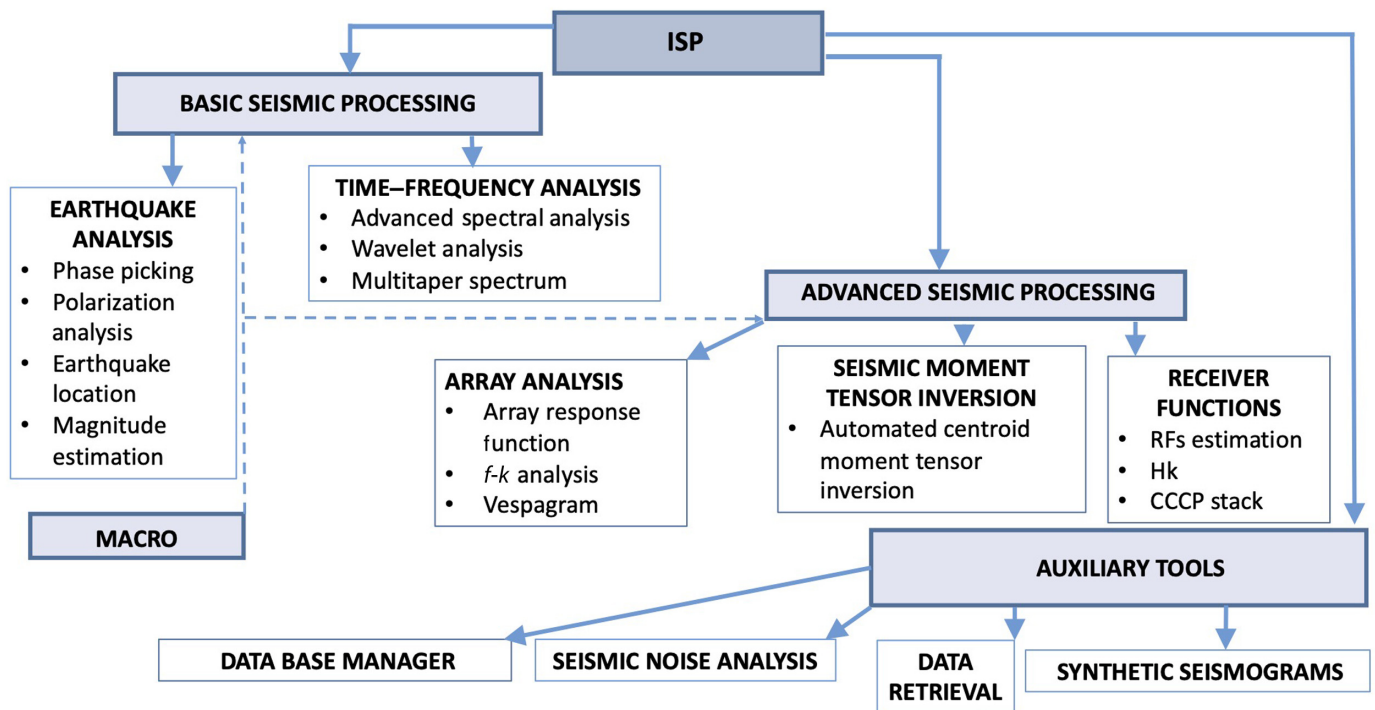 ISP
BASIC SEISMIC PROCESSING
EARTHQUAKE
ANALYSIS
• Phase picking
• Polarization
analysis
• Earthquake
location
• Magnitude
estimation
TIME–FREQUENCY ANALYSIS
• Advanced spectral analysis
• Wavelet analysis
• Multitaper spectrum
ADVANCED SEISMIC PROCESSING
ARRAY ANALYSIS
• Array response
function
• f-k analysis
• Vespagram
SEISMIC MOMENT
TENSOR INVERSION
• Automated centroid
moment tensor
inversion
RECEIVER
FUNCTIONS
• RFs estimation
• Hk
• CCCP stack
MACRO
AUXILIARY TOOLS
DATA BASE MANAGER
SEISMIC NOISE ANALYSIS
DATA
RETRIEVAL
SYNTHETIC SEISMOGRAMS